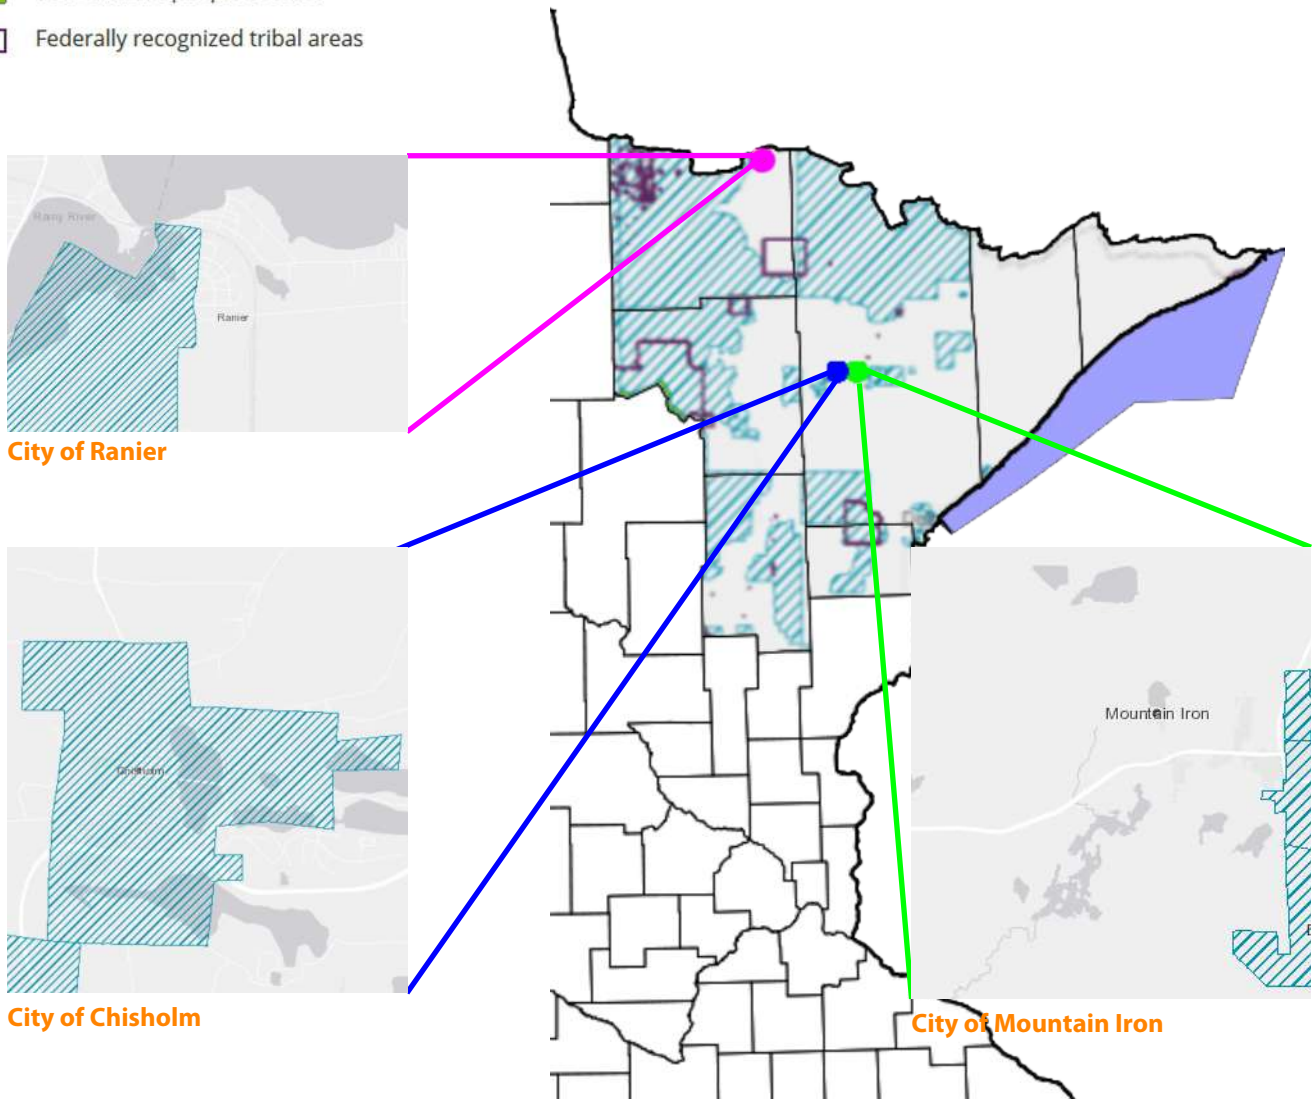 Federally recognized tribal areas
Rainy River
Ranier
City of Ranier
Chisholm
City of Chisholm
Mountain Iron
City of Mountain Iron